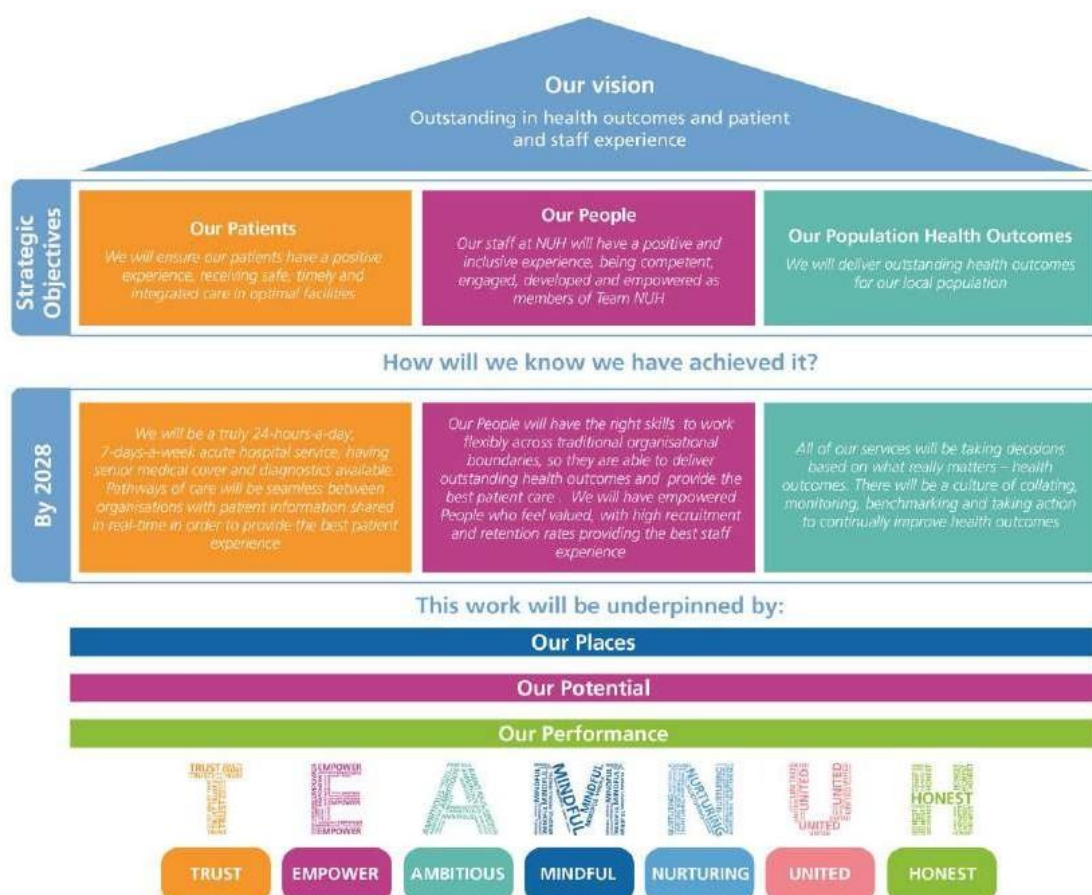 Our vision
Outstanding in health outcomes and patient
and staff experience
Strategic
Objectives
Our Patients
We will ensure our patients have a positive
experience, receiving safe, timely and
integrated care in optimal facilities
Our People
Our staff at NUH will have a positive and
inclusive experience, being competent,
engaged, developed and empowered as
members of Team NUH
Our Population Health Outcomes
We will deliver outstanding health outcomes
for our local population
How will we know we have achieved it?
By 2028
We will be a truly 24-hours-a-day,
7-days-a-week acute hospital service, having
senior medical cover and diagnostics available.
Pathways of care will be seamless between
organisations with patient information shared
in real-time in order to provide the best patient
experience
Our People will have the right skills to work
flexibly across traditional organisational
boundaries, so they are able to deliver
outstanding health outcomes and provide the
best patient care . We will have empowered
People who feel valued, with high recruitment
and retention rates providing the best staff
experience
All of our services will be taking decisions
based on what really matters – health
outcomes. There will be a culture of collating,
monitoring, benchmarking and taking action
to continually improve health outcomes
This work will be underpinned by:
Our Places
Our Potential
Our Performance
T E A M N U H
TRUST EMPOWER AMBITIOUS MINDFUL NURTURING UNITED HONEST